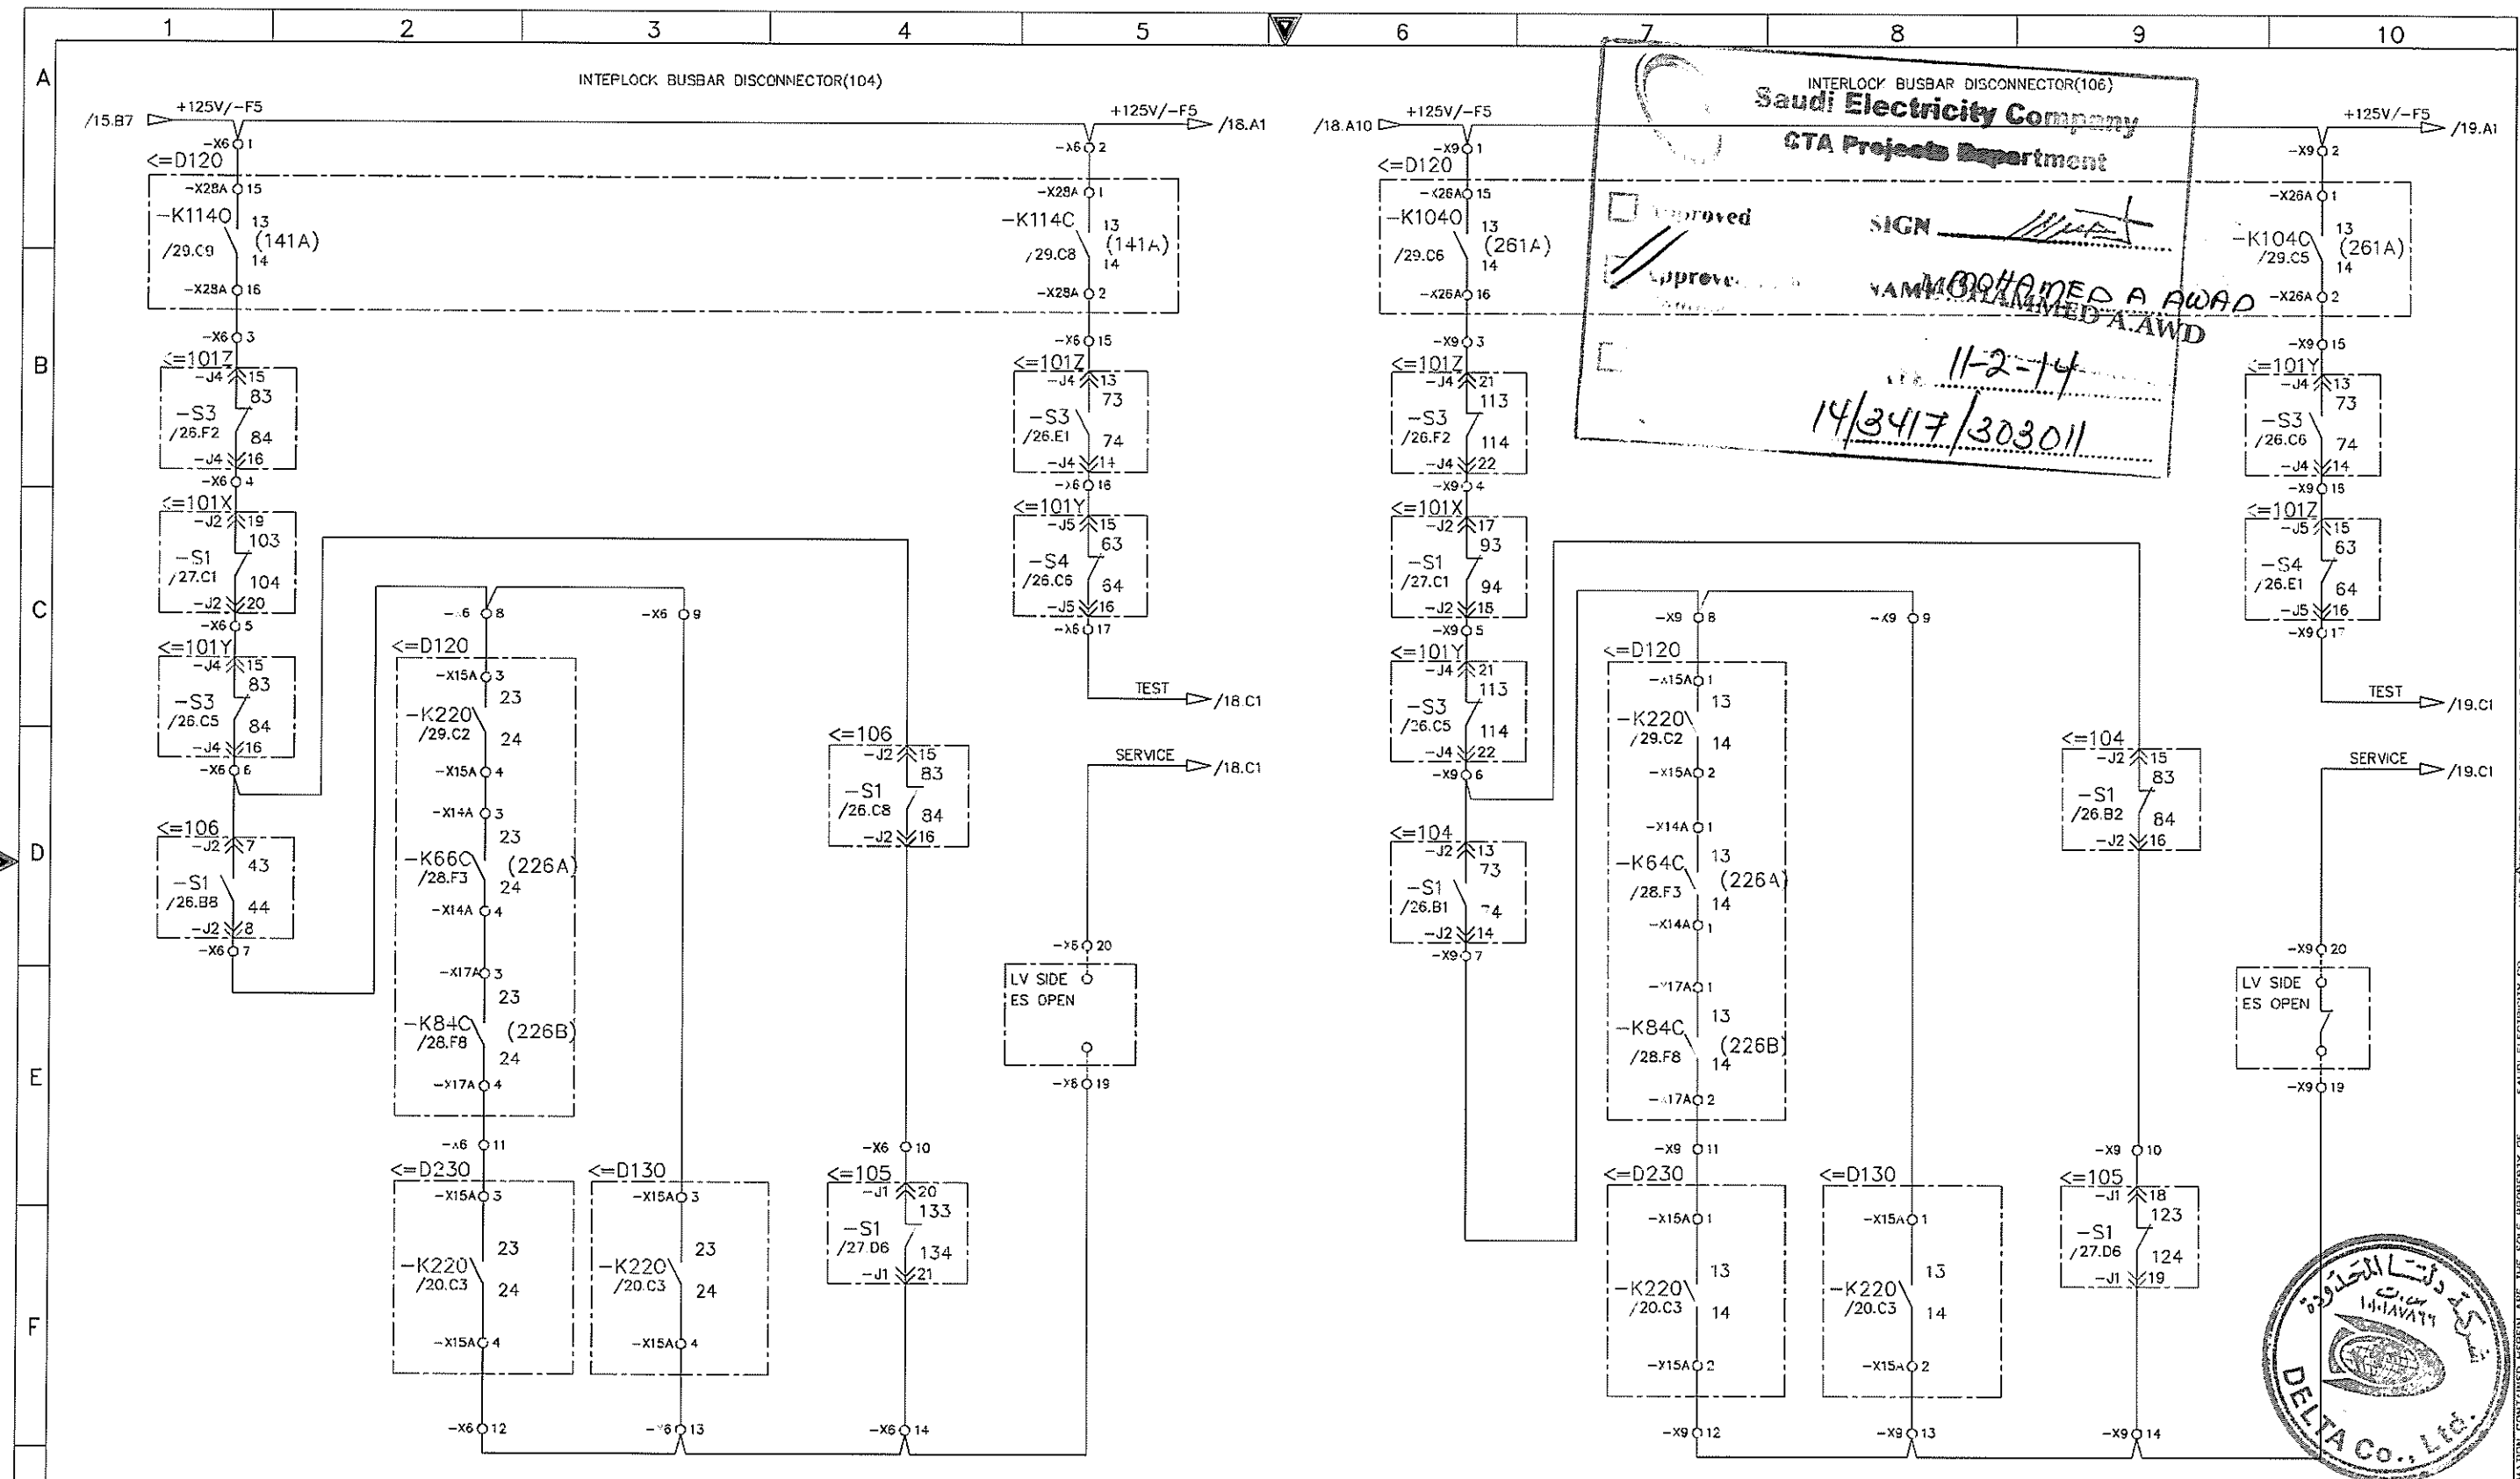 1 2 3 4 5 6 7 8 9 10
A
B
C
D
E
F
INTEPLOCK BUSBAR DISCONNECTOR(104)
/15.B7
+125V/-F5
+125V/-F5
/18.A1
-X6 1
-X6 2
<=D120
-X28A 15
-K114O
13
(141A)
/29.C9
14
-X28A 16
-X28A 1
-K114C
13
(141A)
/29.C8
14
-X28A 2
-X6 3
<=101Z
-J4 15
83
-S3
/26.F2
84
-J4 16
-X6 4
<=101X
-J2 19
103
-S1
/27.C1
104
-J2 20
-X6 5
<=101Y
-J4 15
83
-S3
/26.C5
84
-J4 16
-X6 6
<=106
-J2 7
43
-S1
/26.B8
44
-J2 8
-X6 7
8
<=D120
-X15A 3
23
-K220
/29.C2
24
-X15A 4
-X14A 3
23
-K66C
(226A)
/28.F3
24
-X14A 4
-X17A 3
23
-K84C
(226B)
/28.F8
24
-X17A 4
11
<=D230
-X15A 3
23
-K220
/20.C3
24
-X15A 4
-X6 12
-X6 9
<=D130
-X15A 3
23
-K220
/20.C3
24
-X15A 4
13
<=106
-J2 15
83
-S1
/26.C8
84
-J2 16
-X6 10
<=105
-J1 20
133
-S1
/27.D6
134
-J1 21
-X6 14
-X6 15
<=101Z
-J4 13
73
-S3
/26.E1
74
-J4 14
-X6 16
<=101Y
-J5 15
63
-S4
/26.C6
64
-J5 16
-X6 17
TEST
/18.C1
SERVICE
/18.C1
20
LV SIDE
ES OPEN
19
INTERLOCK BUSBAR DISCONNECTOR(106)
/18.A10
+125V/-F5
+125V/-F5
/19.A1
-X9 1
-X9 2
<=D120
-X26A 15
-K104O
13
(261A)
/29.C6
14
-X26A 16
-X26A 1
-K104C
13
(261A)
/29.C5
14
-X26A 2
-X9 3
<=101Z
-J4 21
113
-S3
/26.F2
114
-J4 22
-X9 4
<=101X
-J2 17
93
-S1
/27.C1
94
-J2 18
-X9 5
<=101Y
-J4 21
113
-S3
/26.C5
114
-J4 22
-X9 6
<=104
-J2 13
73
-S1
/26.B1
74
-J2 14
-X9 7
-X9 8
<=D120
1
13
-K220
/29.C2
14
-X15A 2
-X14A 1
13
-K64C
(226A)
/28.F3
14
-X14A 1
1
13
-K84C
(226B)
/28.F8
14
2
-X9 11
<=D230
-X15A 1
13
-K220
/20.C3
14
-X15A 2
-X9 12
-X9 9
<=D130
-X15A 1
13
-K220
/20.C3
14
-X15A 2
-X9 13
<=104
-J2 15
83
-S1
/26.B2
84
-J2 16
-X9 10
<=105
-J1 18
123
-S1
/27.D6
124
-J1 19
-X9 14
-X9 15
<=101Y
-J4 13
73
-S3
/26.C6
74
-J4 14
-X9 15
<=101Z
-J5 15
63
-S4
/26.E1
64
-J5 16
-X9 17
TEST
/19.C1
SERVICE
/19.C1
-X9 20
LV SIDE
ES OPEN
-X9 19
Saudi Electricity Company
GTA Projects Department
Approved
SIGN
MOHAMED A AWAD
MOHAMMED A.AWD
11-2-14
14/3417/303011
شركة دلتا المحدودة
DELTA Co., Ltd.